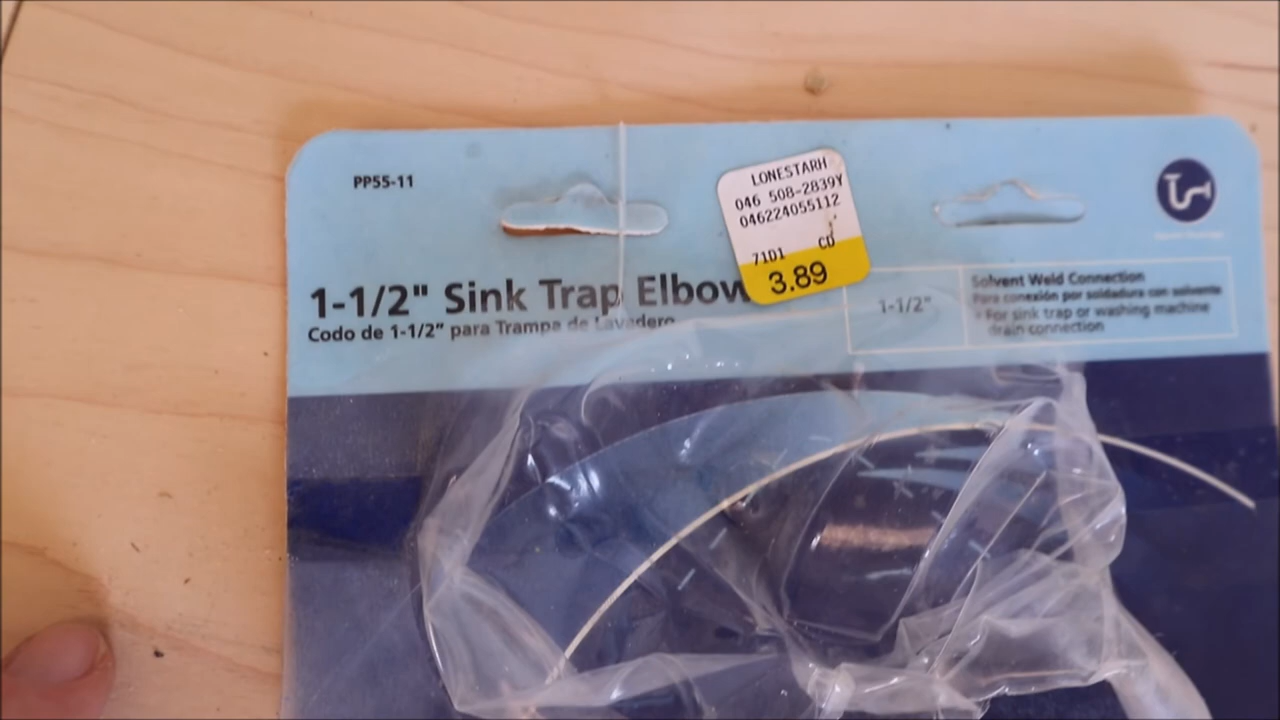 PP55-11
LONESTARH
046 508-2839Y
046224055112
71D1 CD
3.89
1-1/2" Sink Trap Elbow
Codo de 1-1/2" para Trampa de Lavadero
1-1/2"
Solvent Weld Connection
Para conexión por soldadura con solvente
• For sink trap or washing machine
drain connection